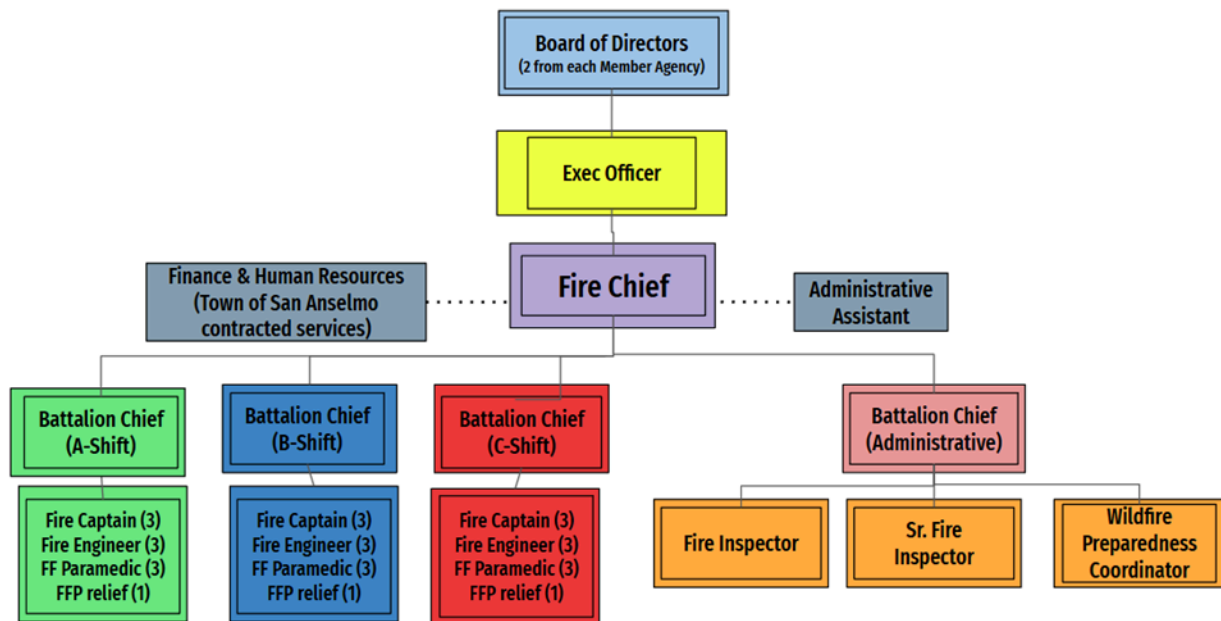 Board of Directors
(2 from each Member Agency)
Exec Officer
Fire Chief
Finance & Human Resources
(Town of San Anselmo
contracted services)
Administrative
Assistant
Battalion Chief
(A-Shift)
Battalion Chief
(B-Shift)
Battalion Chief
(C-Shift)
Battalion Chief
(Administrative)
Fire Captain (3)
Fire Engineer (3)
FF Paramedic (3)
FFP relief (1)
Fire Captain (3)
Fire Engineer (3)
FF Paramedic (3)
FFP relief (1)
Fire Captain (3)
Fire Engineer (3)
FF Paramedic (3)
FFP relief (1)
Fire Inspector
Sr. Fire
Inspector
Wildfire
Preparedness
Coordinator